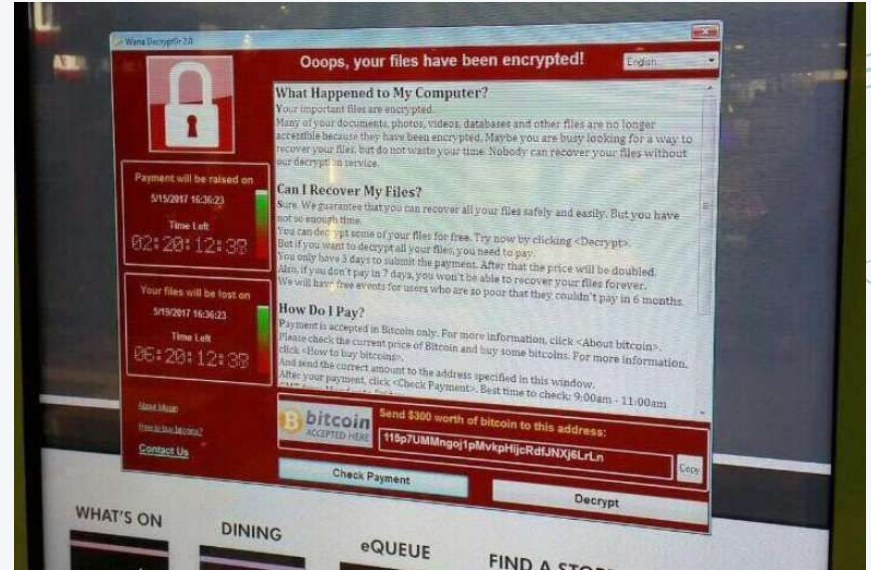 Wana Decrypt0r 2.0
Ooops, your files have been encrypted!
English
What Happened to My Computer?
Your important files are encrypted.
Many of your documents, photos, videos, databases and other files are no longer
accessible because they have been encrypted. Maybe you are busy looking for a way to
recover your files, but do not waste your time. Nobody can recover your files without
our decryption service.
Can I Recover My Files?
Sure. We guarantee that you can recover all your files safely and easily. But you have
not so enough time.
You can decrypt some of your files for free. Try now by clicking <Decrypt>.
But if you want to decrypt all your files, you need to pay.
You only have 3 days to submit the payment. After that the price will be doubled.
Also, if you don't pay in 7 days, you won't be able to recover your files forever.
We will have free events for users who are so poor that they couldn't pay in 6 months.
How Do I Pay?
Payment is accepted in Bitcoin only. For more information, click <About bitcoin>.
Please check the current price of Bitcoin and buy some bitcoins. For more information,
click <How to buy bitcoins>.
And send the correct amount to the address specified in this window.
After your payment, click <Check Payment>. Best time to check: 9:00am - 11:00am
Payment will be raised on
5/15/2017 16:36:23
Time Left
02:20:12:
Your files will be lost on
5/19/2017 16:36:23
Time Left
06:20:12:
About bitcoin
How to buy bitcoins?
Contact Us
bitcoin
ACCEPTED HERE
Send $300 worth of bitcoin to this address:
Copy
Check Payment
Decrypt
WHAT'S ON
DINING
eQUEUE
FIND A STORE